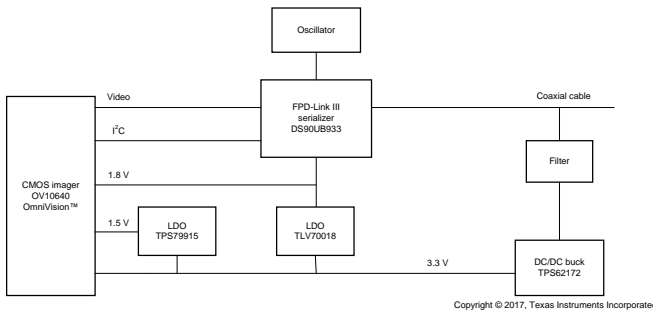 Oscillator
Video
FPD-Link III
serializer
DS90UB933
Coaxial cable
I²C
Filter
1.8 V
CMOS imager
OV10640
OmniVision™
1.5 V
LDO
TPS79915
LDO
TLV70018
3.3 V
DC/DC buck
TPS62172
Copyright © 2017, Texas Instruments Incorporated